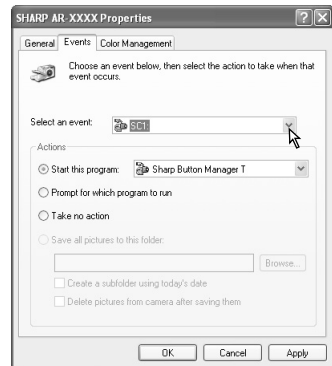 SHARP AR-XXXX Properties
General Events Color Management
Choose an event below, then select the action to take when that
event occurs.
Select an event: SC1:
Actions
Start this program: Sharp Button Manager T
Prompt for which program to run
Take no action
Save all pictures to this folder:
Browse...
Create a subfolder using today's date
Delete pictures from camera after saving them
OK Cancel Apply